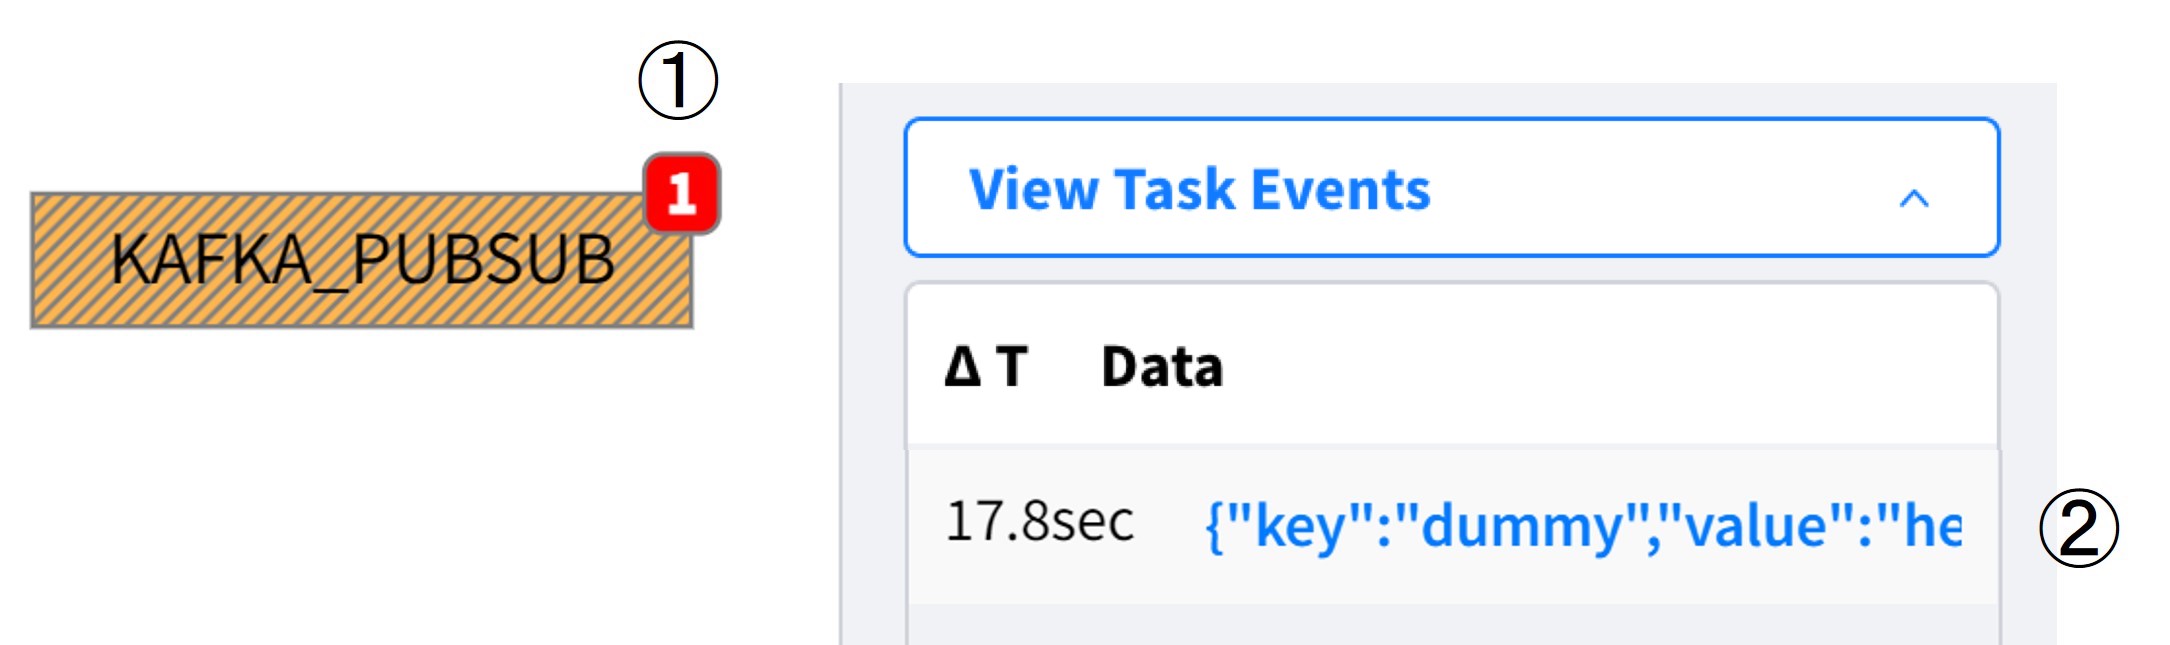 ①
1
KAFKA_PUBSUB
View Task Events
Δ T Data
17.8sec {"key":"dummy","value":"he
②